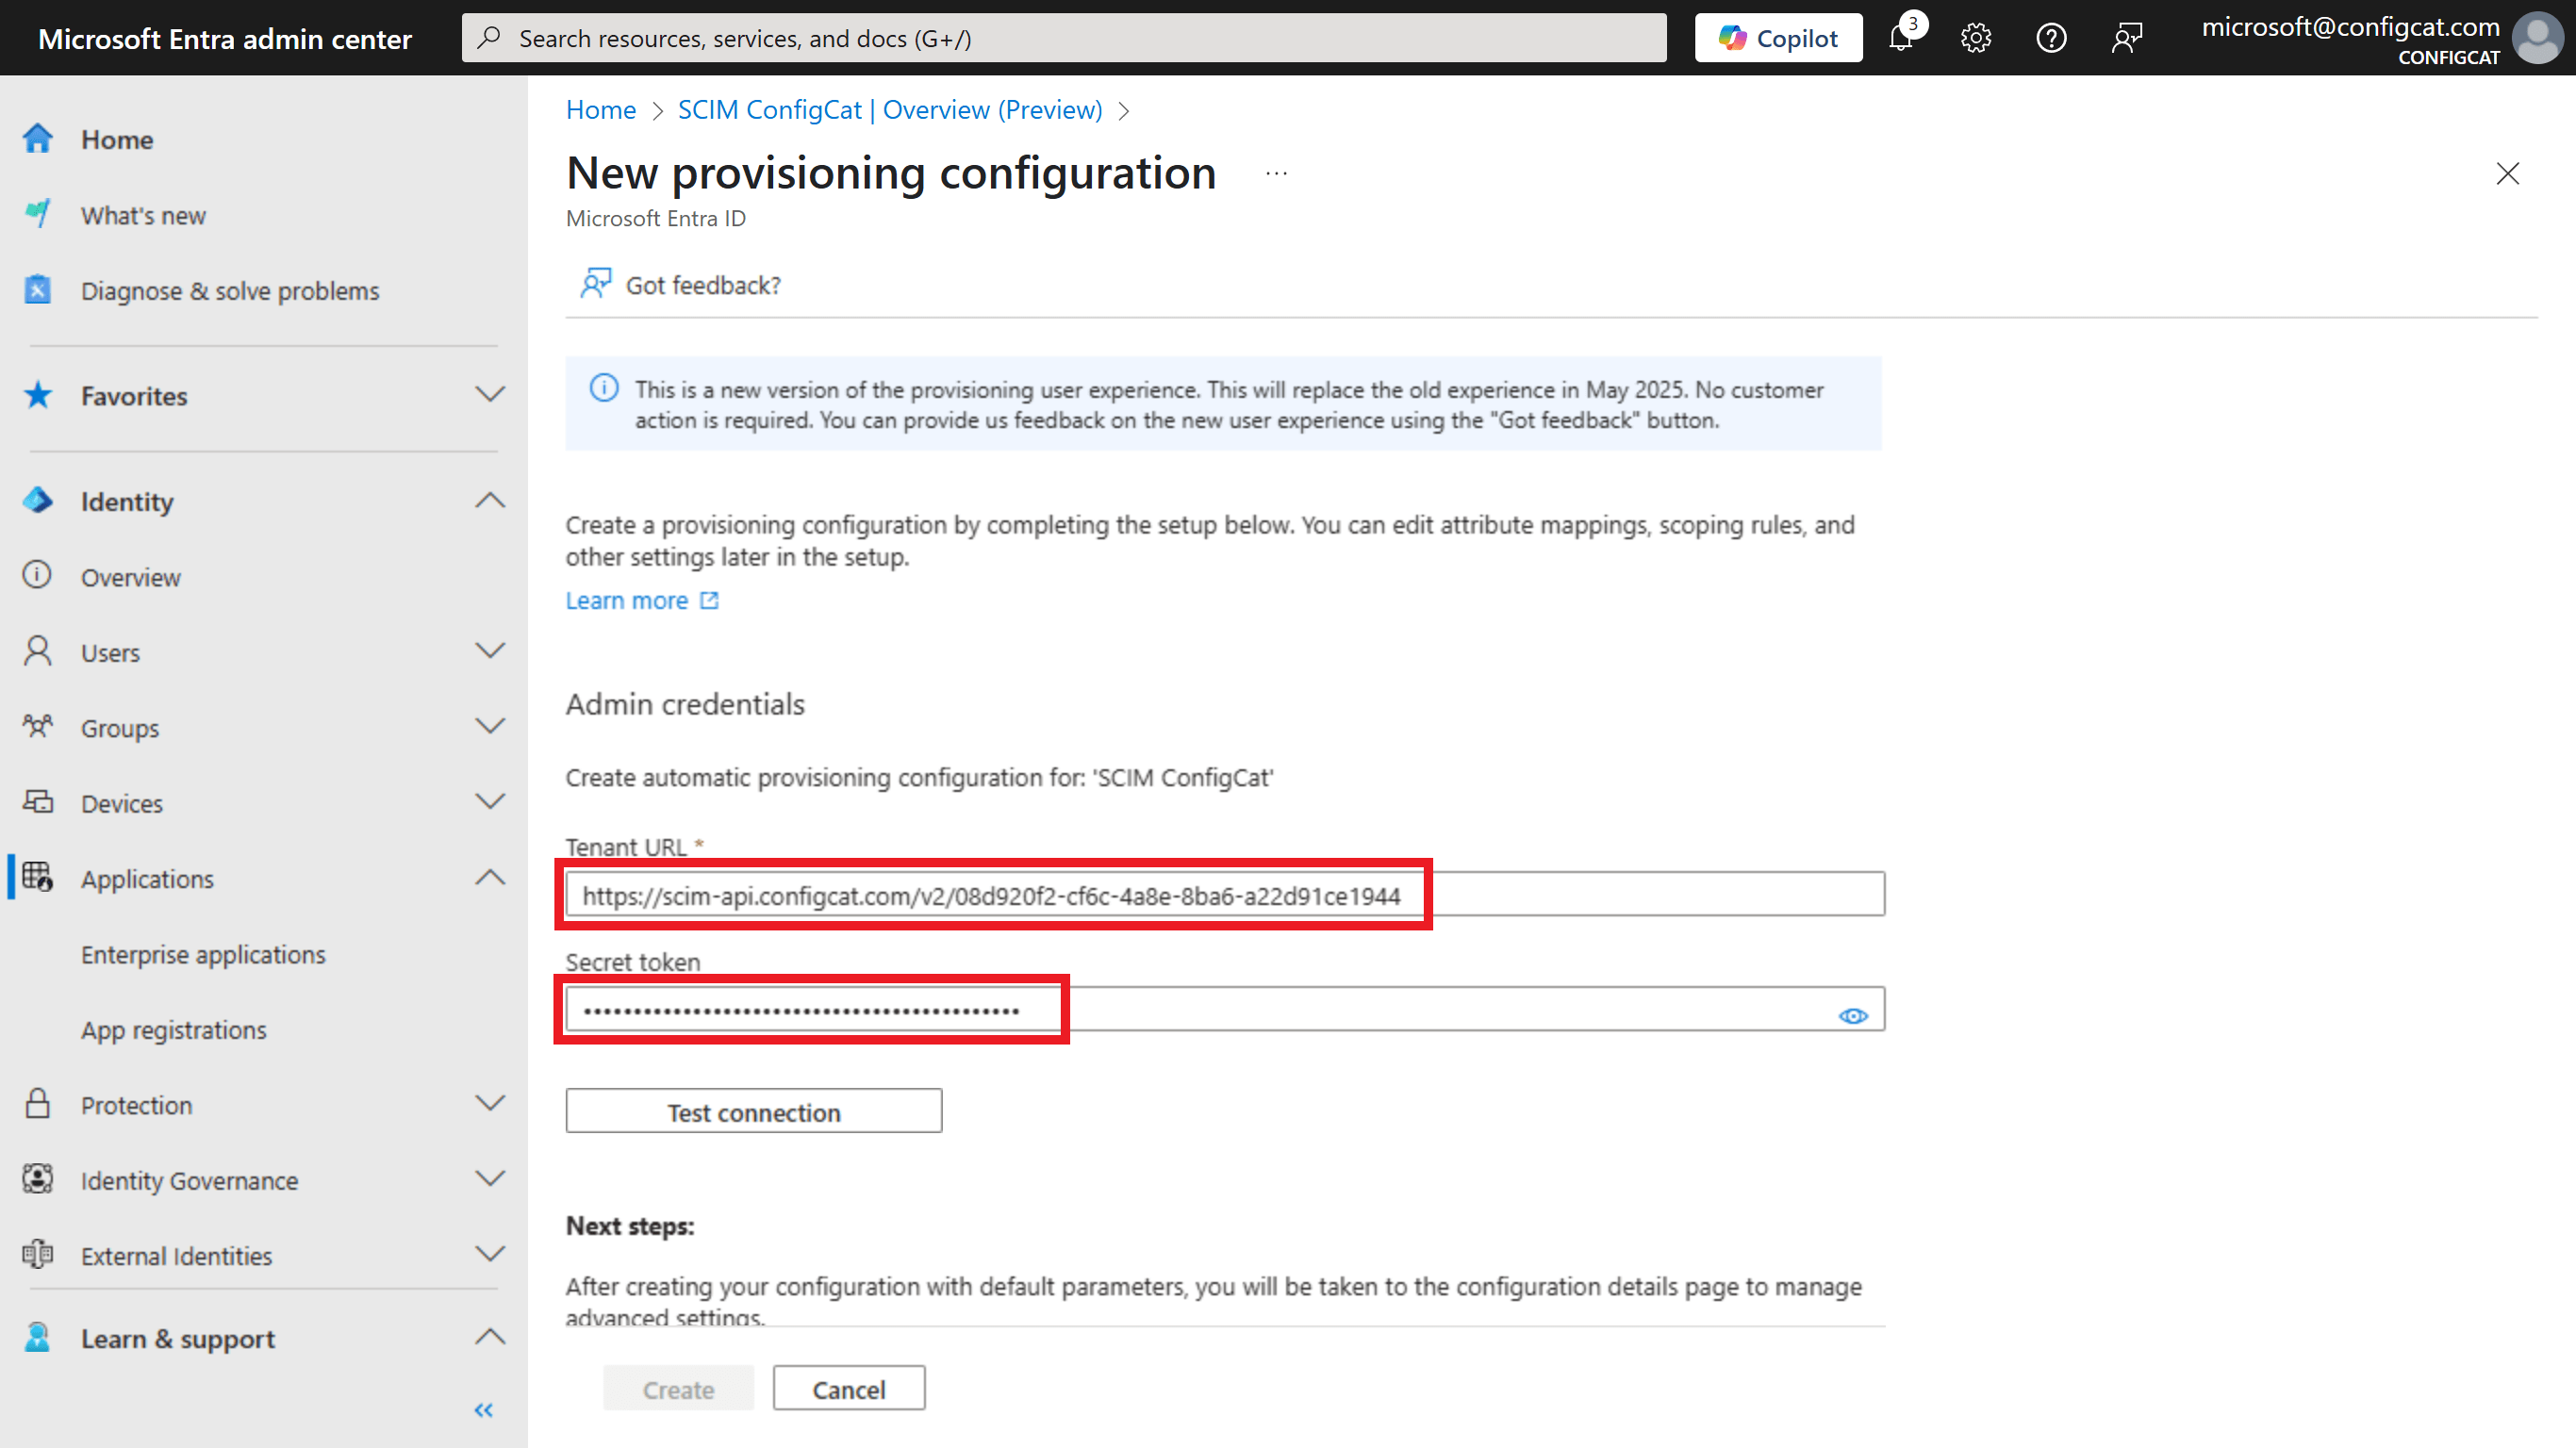 Microsoft Entra admin center
Search resources, services, and docs (G+/)
Copilot
3
microsoft@configcat.com
CONFIGCAT
Home
What's new
Diagnose & solve problems
Favorites
Identity
Overview
Users
Groups
Devices
Applications
Enterprise applications
App registrations
Protection
Identity Governance
External Identities
Learn & support
Home > SCIM ConfigCat | Overview (Preview) >
New provisioning configuration ...
Microsoft Entra ID
Got feedback?
This is a new version of the provisioning user experience. This will replace the old experience in May 2025. No customer
action is required. You can provide us feedback on the new user experience using the "Got feedback" button.
Create a provisioning configuration by completing the setup below. You can edit attribute mappings, scoping rules, and
other settings later in the setup.
Learn more
Admin credentials
Create automatic provisioning configuration for: 'SCIM ConfigCat'
Tenant URL *
https://scim-api.configcat.com/v2/08d920f2-cf6c-4a8e-8ba6-a22d91ce1944
Secret token
Test connection
Next steps:
After creating your configuration with default parameters, you will be taken to the configuration details page to manage
advanced settings.
Create
Cancel